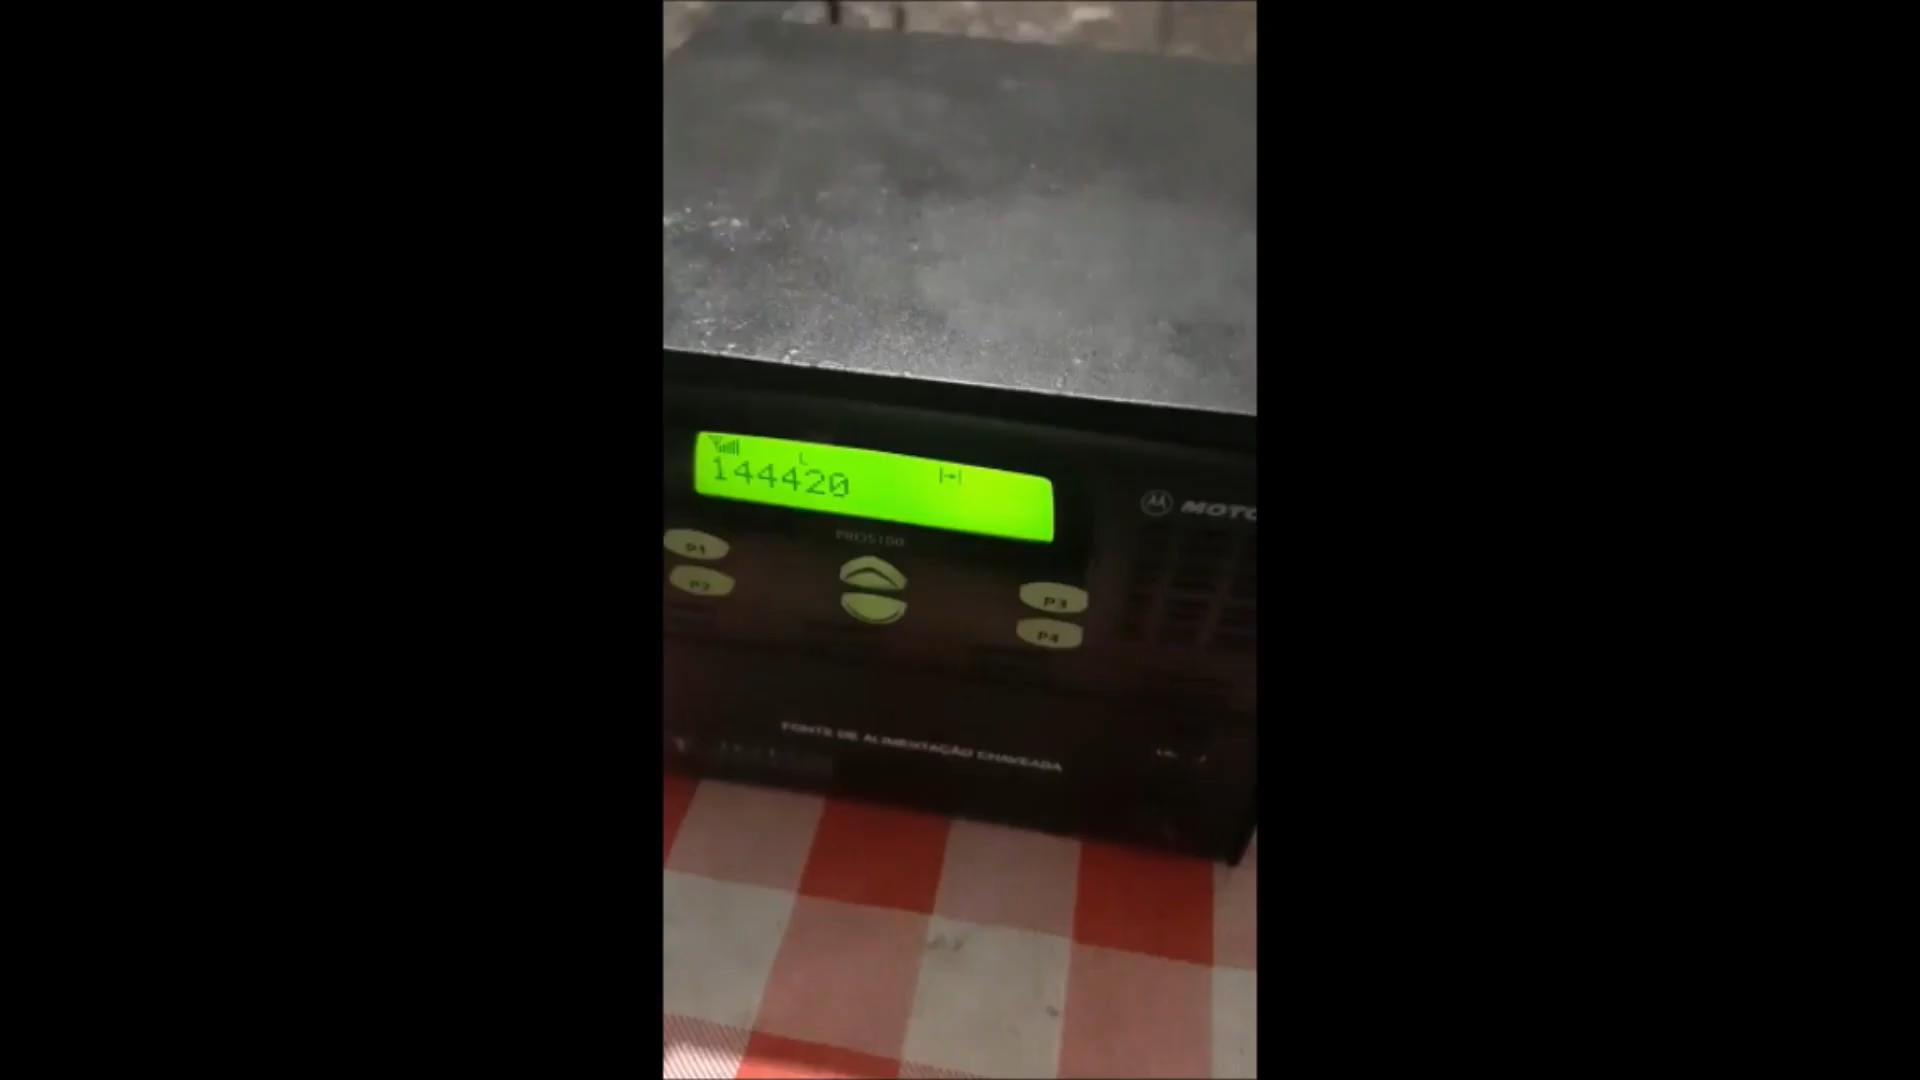 L
144420
MOTO
PRO5100
P1
P2
P3
P4
FONTE DE ALIMENTAÇÃO CHAVEADA